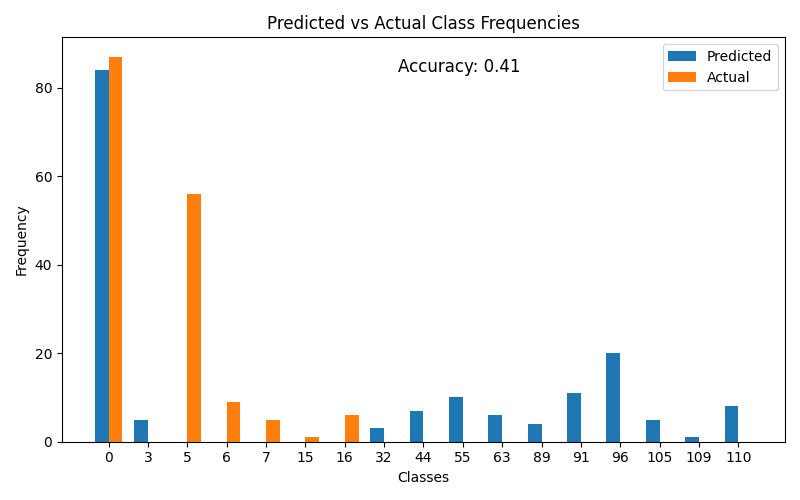 Predicted vs Actual Class Frequencies
Accuracy: 0.41
Predicted
Actual
Frequency
80
60
40
20
0
0 3 5 6 7 15 16 32 44 55 63 89 91 96 105 109 110
Classes